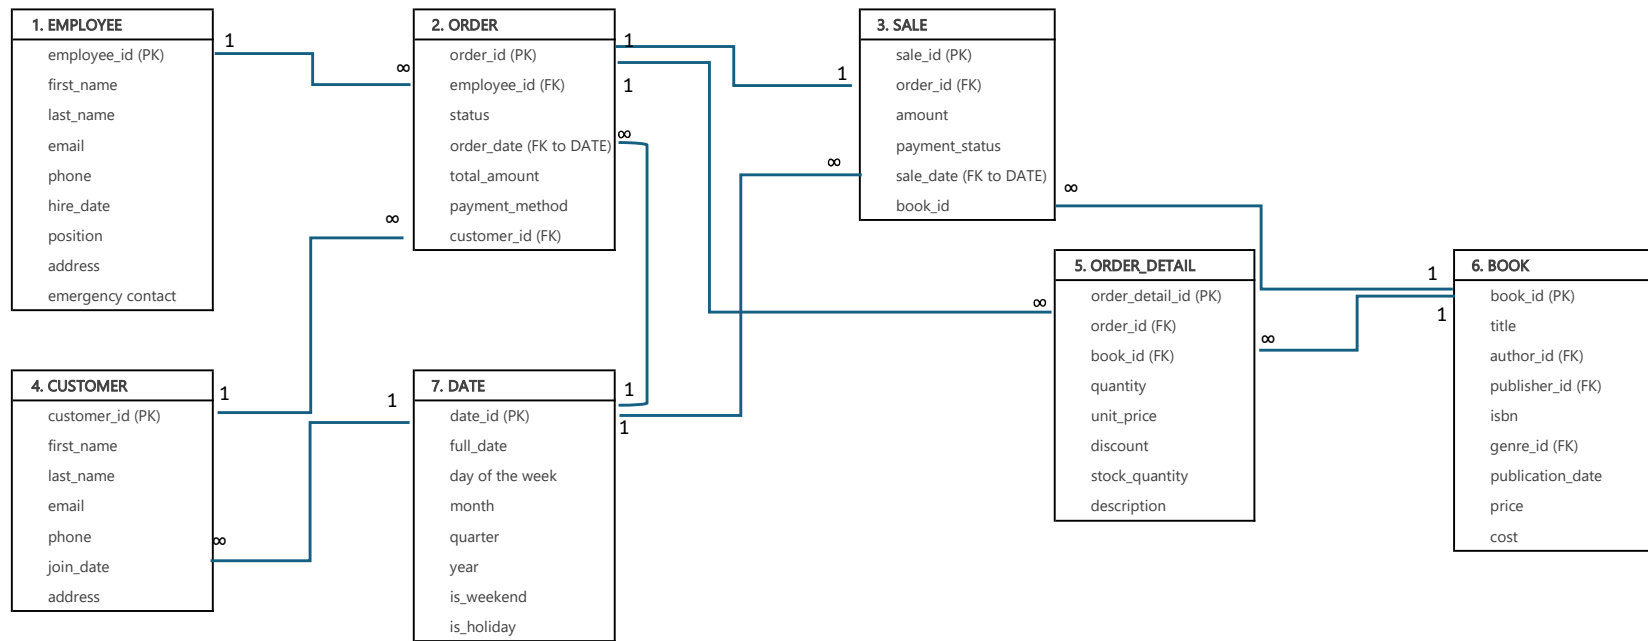 1. EMPLOYEE
employee_id (PK)
first_name
last_name
email
phone
hire_date
position
address
emergency contact
1
∞
2. ORDER
order_id (PK)
employee_id (FK)
status
order_date (FK to DATE)
total_amount
payment_method
customer_id (FK)
1
1
∞
∞
1
∞
3. SALE
sale_id (PK)
order_id (FK)
amount
payment_status
sale_date (FK to DATE)
book_id
∞
4. CUSTOMER
customer_id (PK)
first_name
last_name
email
phone
join_date
address
1
∞
1
7. DATE
date_id (PK)
full_date
day of the week
month
quarter
year
is_weekend
is_holiday
1
1
∞
5. ORDER_DETAIL
order_detail_id (PK)
order_id (FK)
book_id (FK)
quantity
unit_price
discount
stock_quantity
description
∞
1
1
6. BOOK
book_id (PK)
title
author_id (FK)
publisher_id (FK)
isbn
genre_id (FK)
publication_date
price
cost